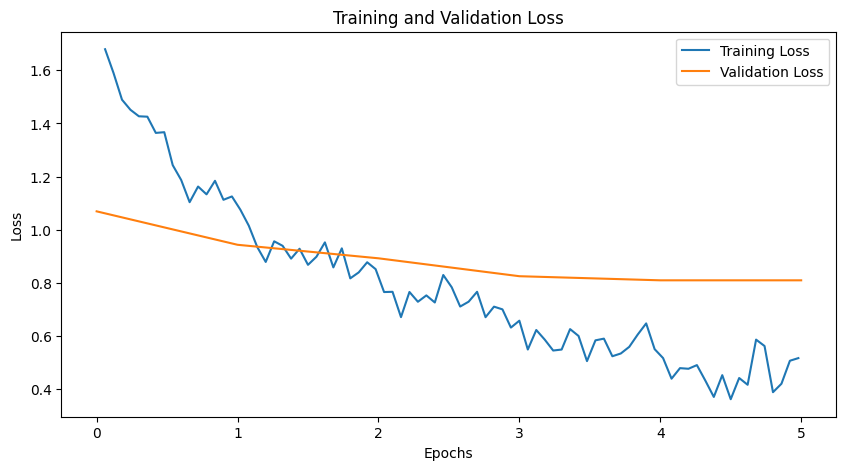 Training and Validation Loss
Training Loss
Validation Loss
Loss
1.6
1.4
1.2
1.0
0.8
0.6
0.4
0 1 2 3 4 5
Epochs